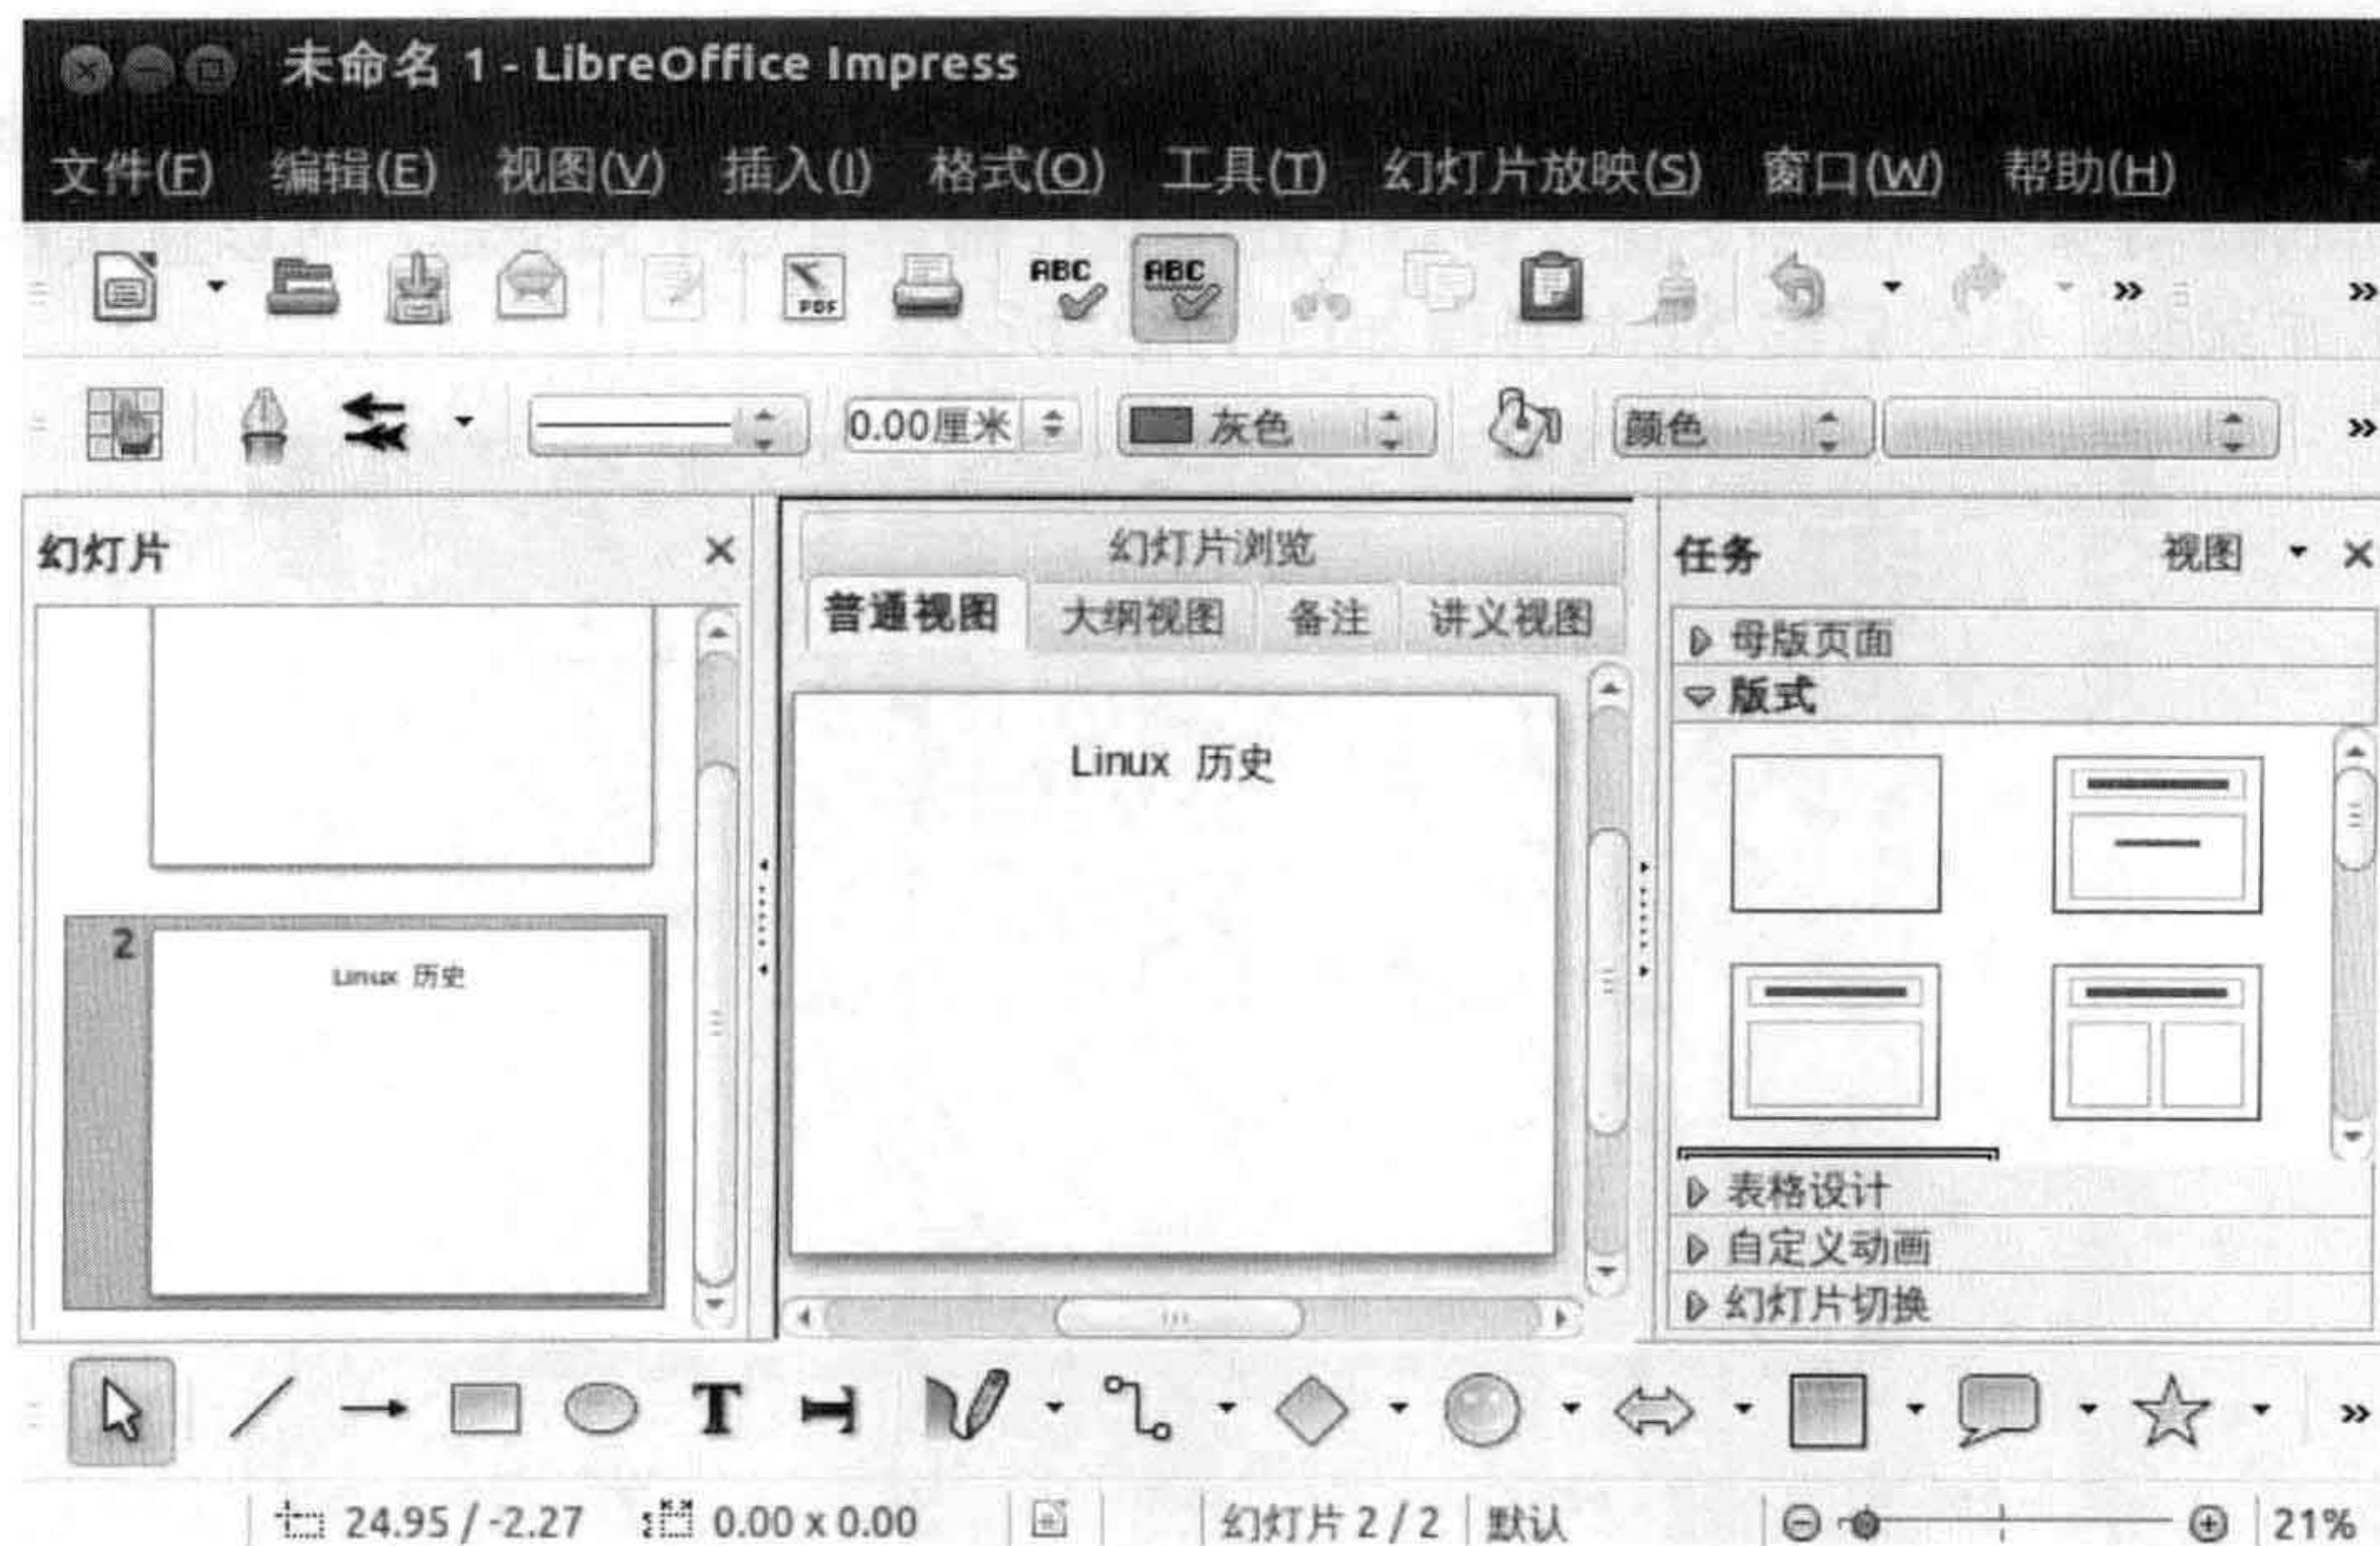 未命名 1 - LibreOffice Impress
文件(F) 编辑(E) 视图(V) 插入(I) 格式(O) 工具(T) 幻灯片放映(S) 窗口(W) 帮助(H)
PDF ABC ABC
0.00厘米 灰色 颜色
幻灯片
2
Linux 历史
幻灯片浏览
普通视图 大纲视图 备注 讲义视图
Linux 历史
任务 视图
母版页面
版式
表格设计
自定义动画
幻灯片切换
T T
24.95 / -2.27 0.00 x 0.00 幻灯片 2 / 2 默认 21%